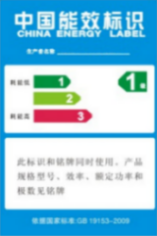 中国能效标识
CHINA ENERGY LABEL
生产者名称
耗能低
1
1
2
耗能高
3
此标识和铭牌同时使用，产品
规格型号、效率、额定功率和
极数见铭牌
依据国家标准:GB 19153-2009